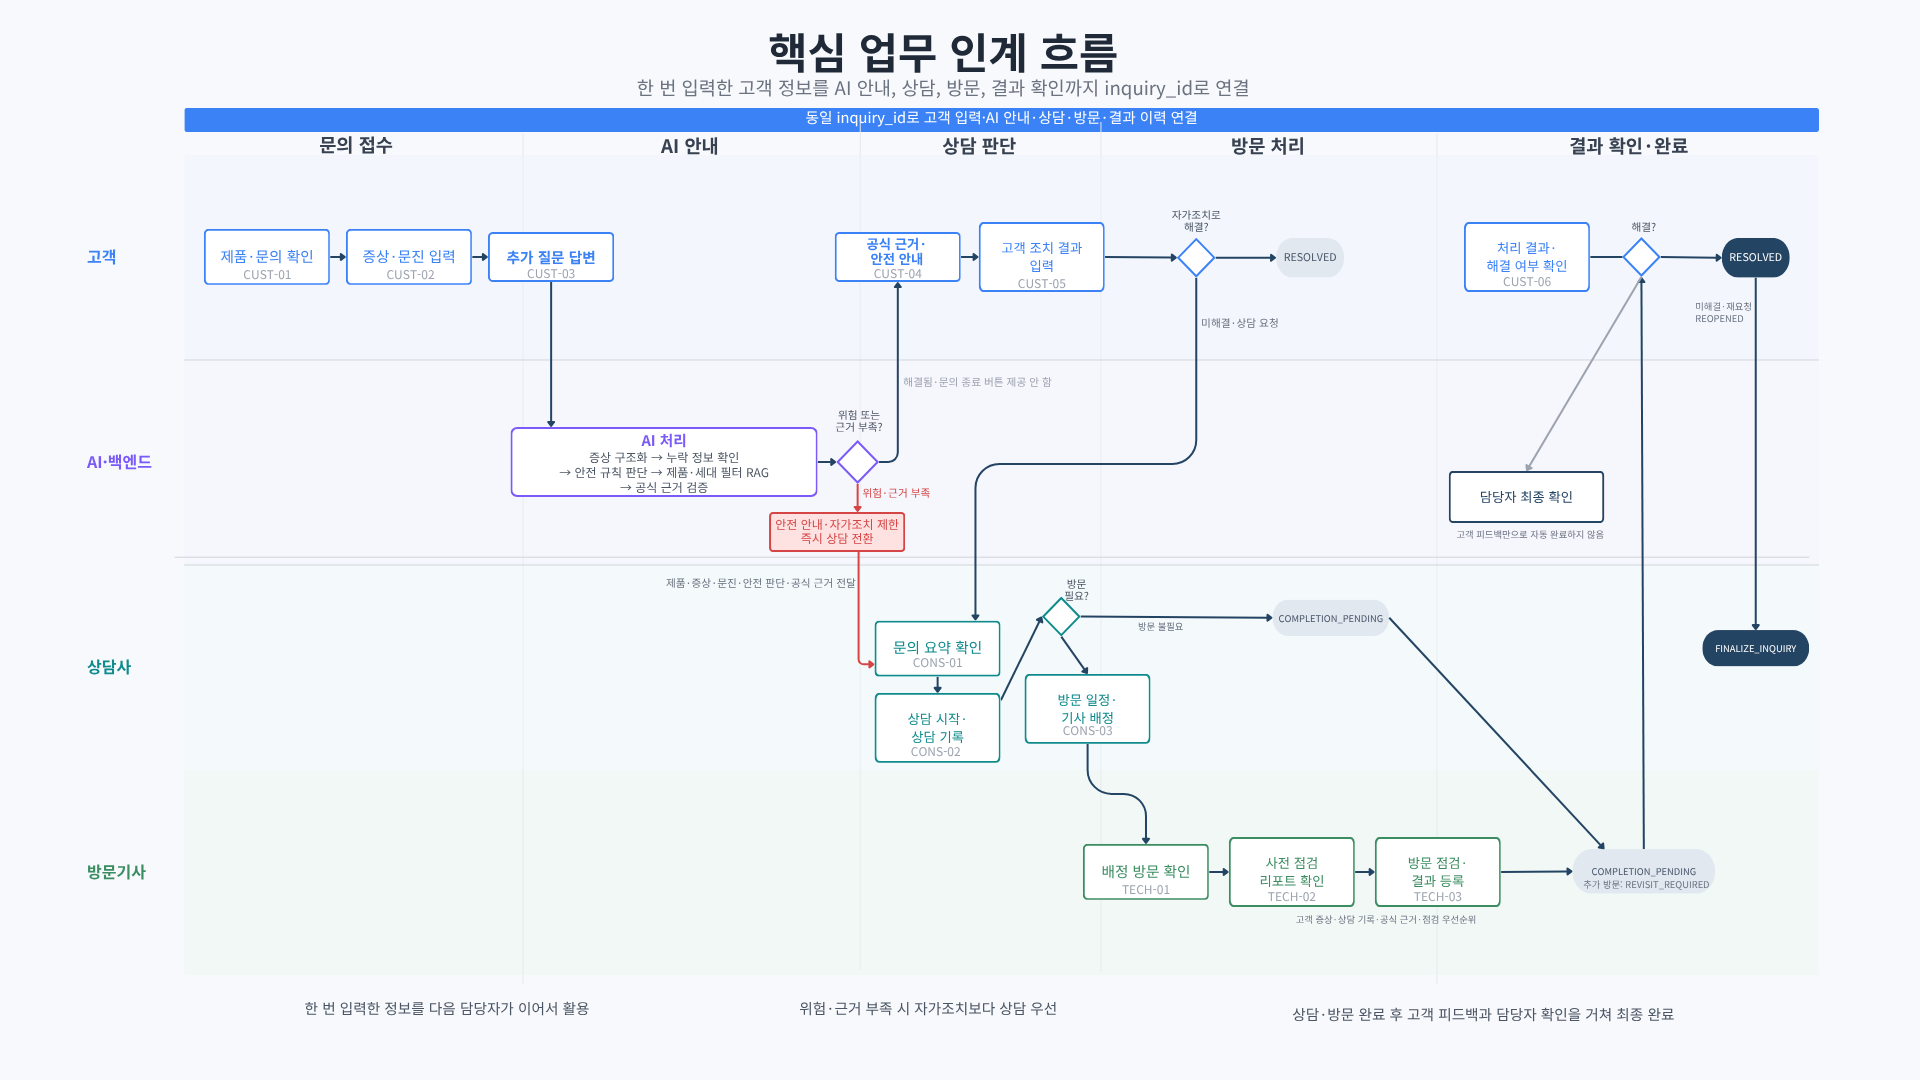 핵심 업무 인계 흐름
한 번 입력한 고객 정보를 AI 안내, 상담, 방문, 결과 확인까지 inquiry_id로 연결
동일 inquiry_id로 고객 입력·AI 안내·상담·방문·결과 이력 연결
문의 접수
AI 안내
상담 판단
방문 처리
결과 확인·완료
고객
제품·문의 확인
CUST-01
증상·문진 입력
CUST-02
추가 질문 답변
CUST-03
공식 근거·
안전 안내
CUST-04
고객 조치 결과
입력
CUST-05
자가조치로
해결?
RESOLVED
미해결·상담 요청
처리 결과·
해결 여부 확인
CUST-06
해결?
RESOLVED
미해결·재요청
REOPENED
AI·백엔드
AI 처리
증상 구조화 → 누락 정보 확인
→ 안전 규칙 판단 → 제품·세대 필터 RAG
→ 공식 근거 검증
위험 또는
근거 부족?
해결됨·문의 종료 버튼 제공 안 함
위험·근거 부족
안전 안내·자가조치 제한
즉시 상담 전환
담당자 최종 확인
고객 피드백만으로 자동 완료하지 않음
상담사
제품·증상·문진·안전 판단·공식 근거 전달
문의 요약 확인
CONS-01
상담 시작·
상담 기록
CONS-02
방문
필요?
방문 불필요
COMPLETION_PENDING
방문 일정·
기사 배정
CONS-03
FINALIZE_INQUIRY
방문기사
배정 방문 확인
TECH-01
사전 점검
리포트 확인
TECH-02
방문 점검·
결과 등록
TECH-03
고객 증상·상담 기록·공식 근거·점검 우선순위
COMPLETION_PENDING
추가 방문: REVISIT_REQUIRED
한 번 입력한 정보를 다음 담당자가 이어서 활용
위험·근거 부족 시 자가조치보다 상담 우선
상담·방문 완료 후 고객 피드백과 담당자 확인을 거쳐 최종 완료